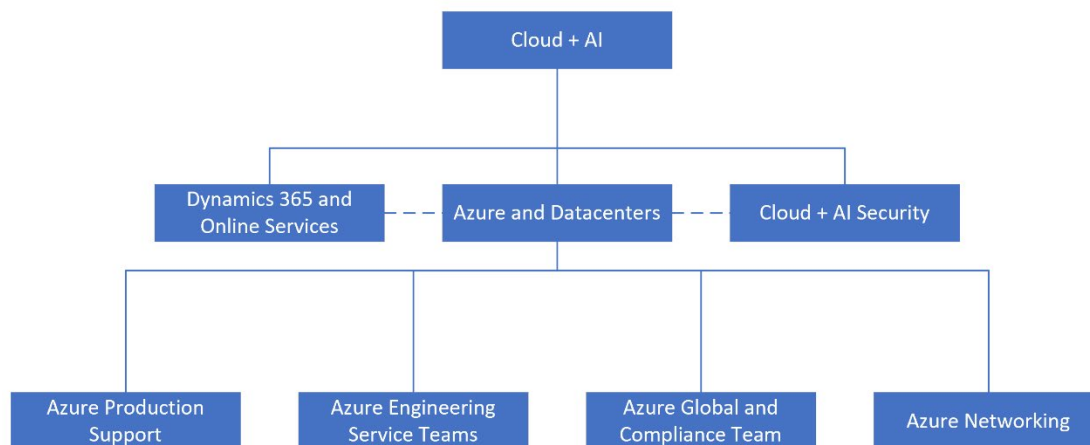 Cloud + AI
Dynamics 365 and
Online Services
Azure and Datacenters
Cloud + AI Security
Azure Production
Support
Azure Engineering
Service Teams
Azure Global and
Compliance Team
Azure Networking